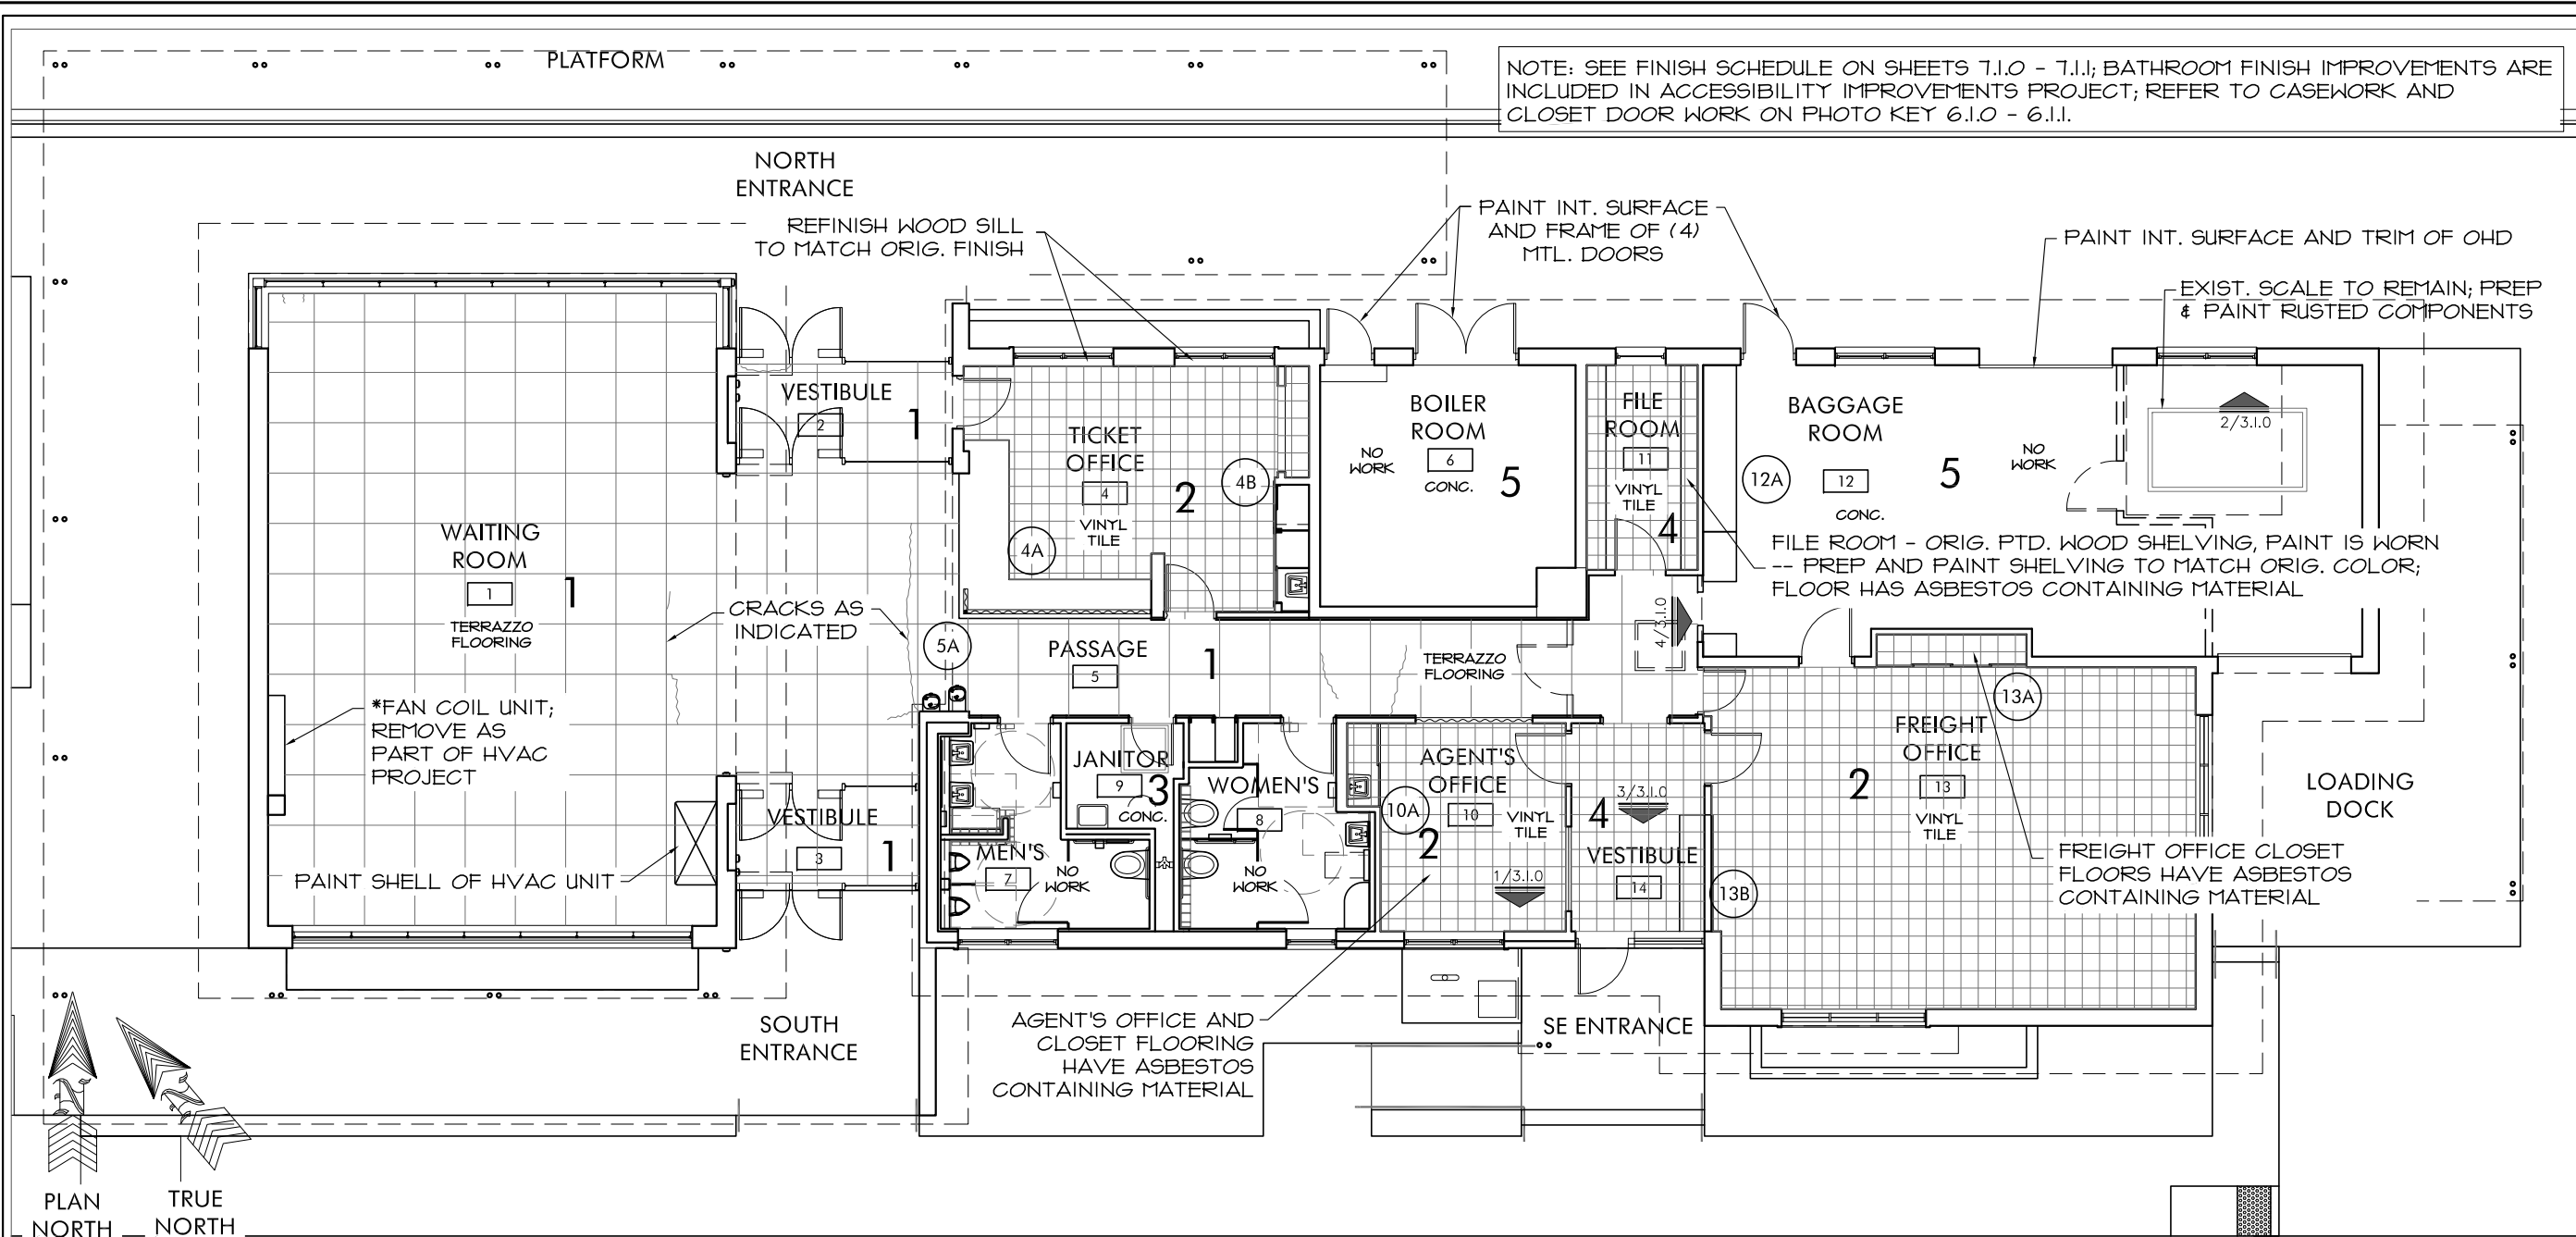 PLATFORM
NOTE: SEE FINISH SCHEDULE ON SHEETS 7.1.0 - 7.1.1; BATHROOM FINISH IMPROVEMENTS ARE
INCLUDED IN ACCESSIBILITY IMPROVEMENTS PROJECT; REFER TO CASEWORK AND
CLOSET DOOR WORK ON PHOTO KEY 6.1.0 - 6.1.1.
NORTH
ENTRANCE
REFINISH WOOD SILL
TO MATCH ORIG. FINISH
PAINT INT. SURFACE
AND FRAME OF (4)
MTL. DOORS
PAINT INT. SURFACE AND TRIM OF OHD
EXIST. SCALE TO REMAIN; PREP
& PAINT RUSTED COMPONENTS
VESTIBULE
2
1
TICKET
OFFICE
4
VINYL
TILE
2
4A
4B
BOILER
ROOM
6
CONC.
NO
WORK
5
FILE
ROOM
11
VINYL
TILE
4
BAGGAGE
ROOM
12A
12
CONC.
5
NO
WORK
2/3.1.0
FILE ROOM - ORIG. PTD. WOOD SHELVING, PAINT IS WORN
-- PREP AND PAINT SHELVING TO MATCH ORIG. COLOR;
FLOOR HAS ASBESTOS CONTAINING MATERIAL
WAITING
ROOM
1
1
TERRAZZO
FLOORING
CRACKS AS
INDICATED
5A
PASSAGE
5
1
TERRAZZO
FLOORING
4/3.1.0
*FAN COIL UNIT;
REMOVE AS
PART OF HVAC
PROJECT
PAINT SHELL OF HVAC UNIT
VESTIBULE
3
1
JANITOR
9
CONC.
3
MEN'S
7
NO
WORK
WOMEN'S
8
NO
WORK
AGENT'S
OFFICE
10A
10
VINYL
TILE
2
1/3.1.0
3/3.1.0
4
VESTIBULE
14
13A
13B
FREIGHT
OFFICE
13
VINYL
TILE
2
FREIGHT OFFICE CLOSET
FLOORS HAVE ASBESTOS
CONTAINING MATERIAL
LOADING
DOCK
SOUTH
ENTRANCE
AGENT'S OFFICE AND
CLOSET FLOORING
HAVE ASBESTOS
CONTAINING MATERIAL
SE ENTRANCE
PLAN
NORTH
TRUE
NORTH